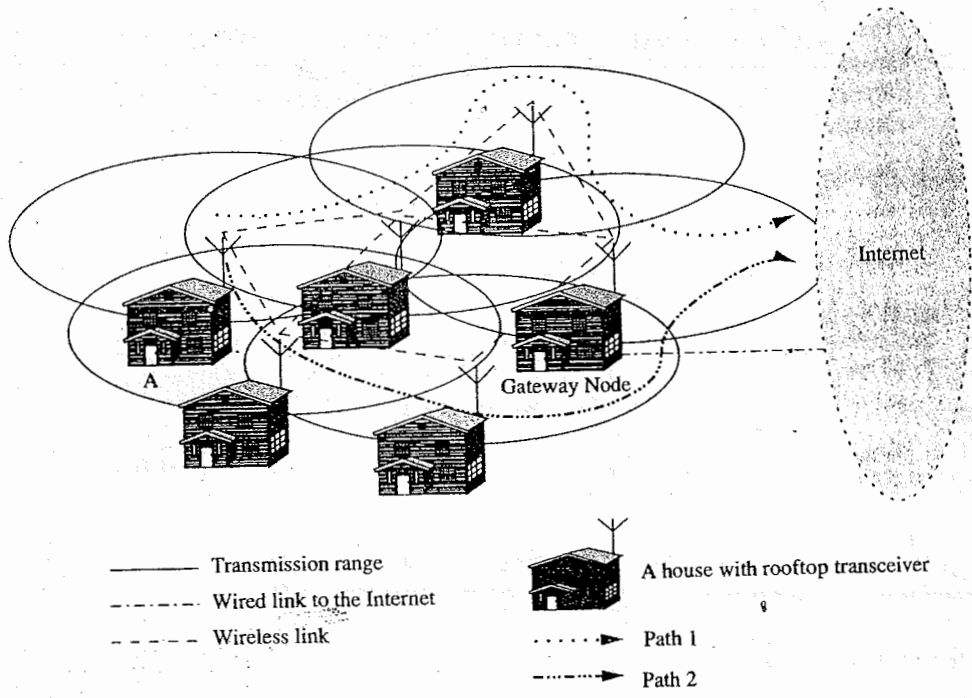 Internet
A
Gateway Node
Transmission range
Wired link to the Internet
Wireless link
A house with rooftop transceiver
Path 1
Path 2